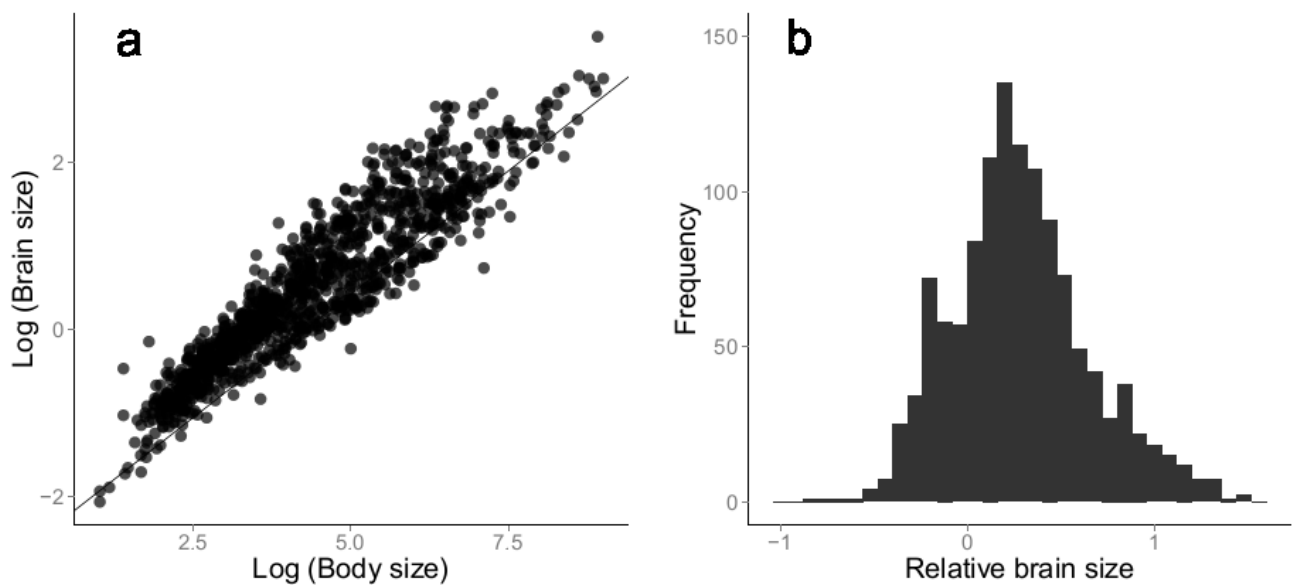 a
Log (Brain size)
2
0
−2
2.5 5.0 7.5
Log (Body size)
b
Frequency
150
100
50
0
−1 0 1
Relative brain size